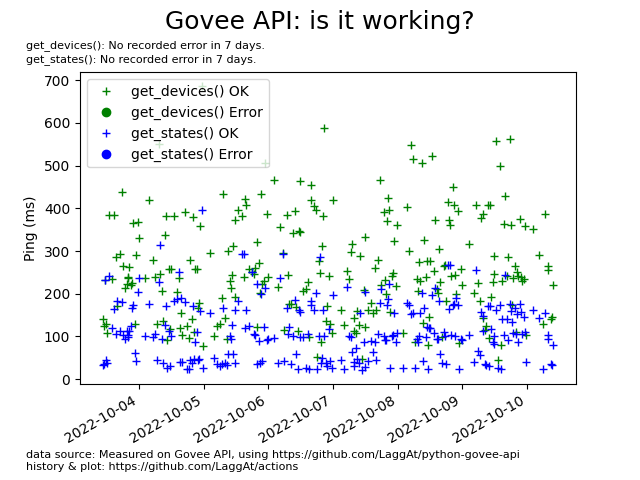 Govee API: is it working?
get_devices(): No recorded error in 7 days.
get_states(): No recorded error in 7 days.
700
600
500
400
300
200
100
0
Ping (ms)
get_devices() OK
get_devices() Error
get_states() OK
get_states() Error
2022-10-04
2022-10-05
2022-10-06
2022-10-07
2022-10-08
2022-10-09
2022-10-10
data source: Measured on Govee API, using https://github.com/LaggAt/python-govee-api
history & plot: https://github.com/LaggAt/actions